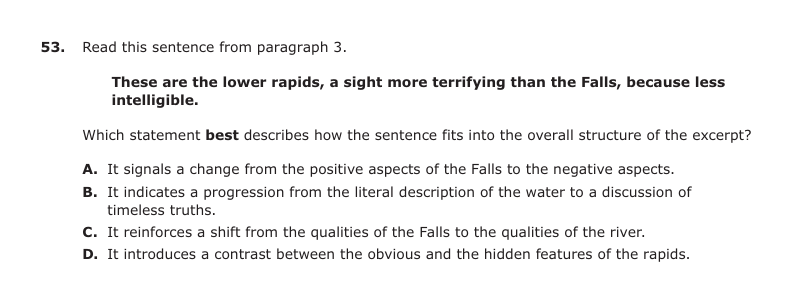 53. Read this sentence from paragraph 3.
These are the lower rapids, a sight more terrifying than the Falls, because less
intelligible.
Which statement best describes how the sentence fits into the overall structure of the excerpt?
A. It signals a change from the positive aspects of the Falls to the negative aspects.
B. It indicates a progression from the literal description of the water to a discussion of
timeless truths.
C. It reinforces a shift from the qualities of the Falls to the qualities of the river.
D. It introduces a contrast between the obvious and the hidden features of the rapids.